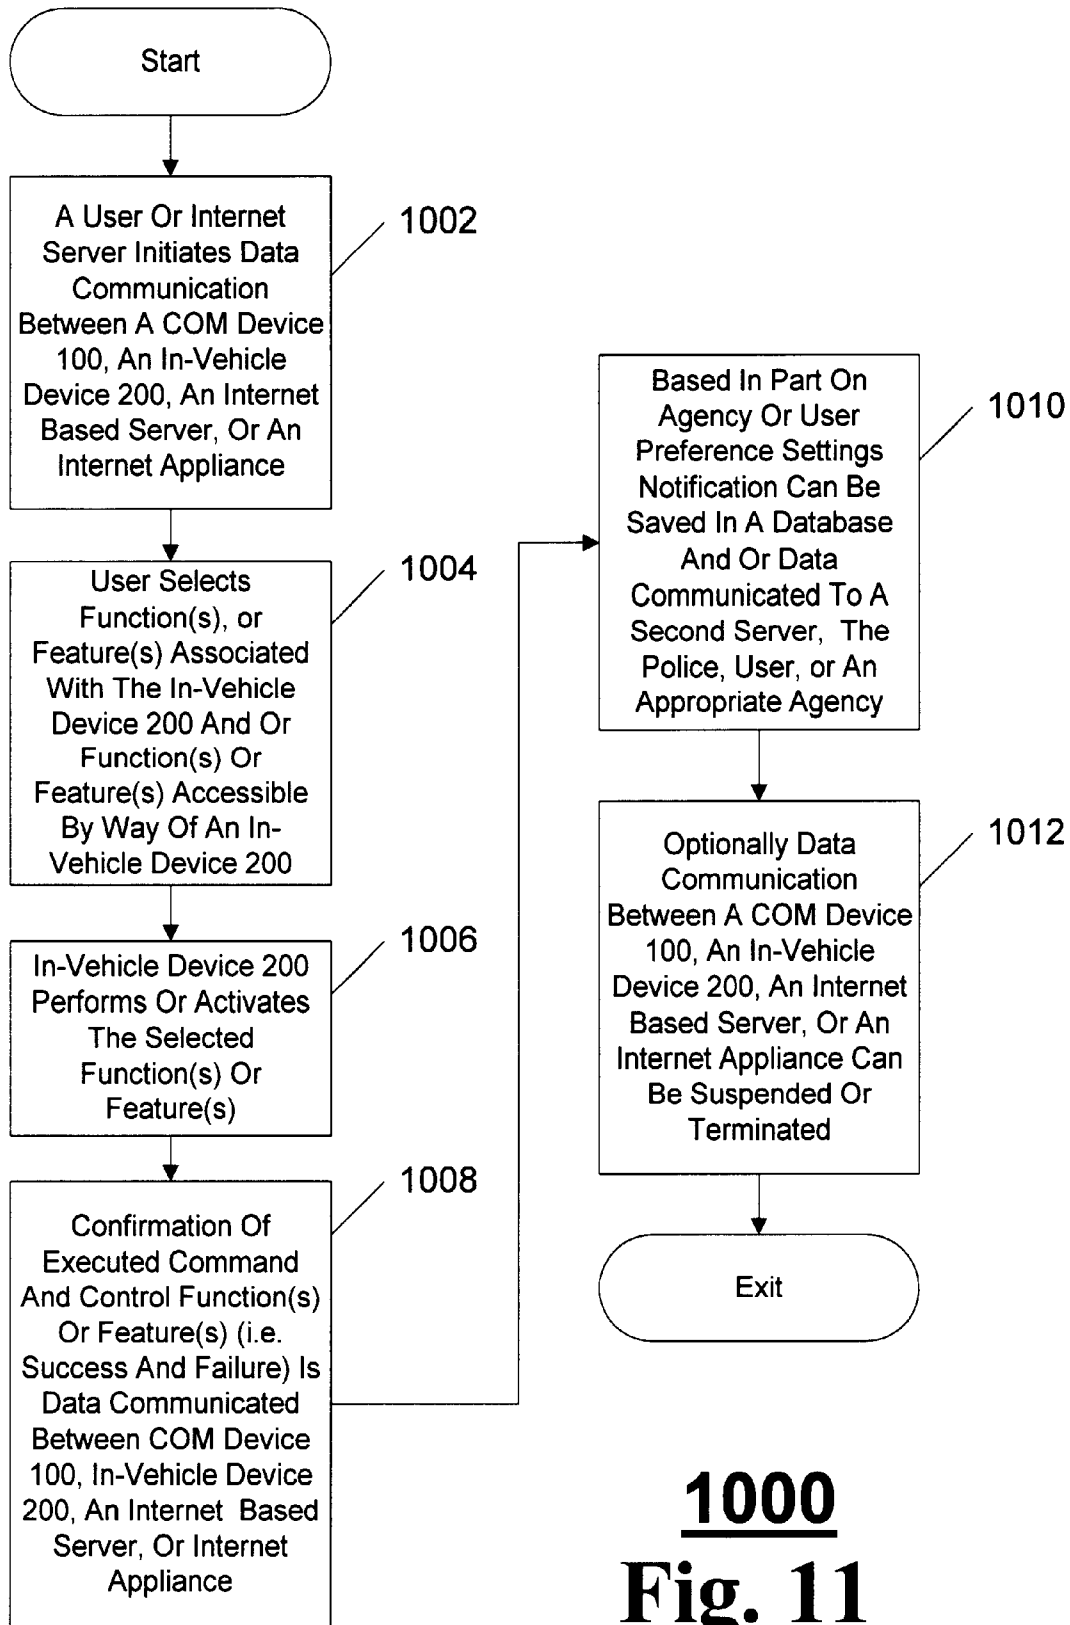 Start
A User Or Internet
Server Initiates Data
Communication
Between A COM Device
100, An In-Vehicle
Device 200, An Internet
Based Server, Or An
Internet Appliance
1002
User Selects
Function(s), or
Feature(s) Associated
With The In-Vehicle
Device 200 And Or
Function(s) Or
Feature(s) Accessible
By Way Of An In-
Vehicle Device 200
1004
In-Vehicle Device 200
Performs Or Activates
The Selected
Function(s) Or
Feature(s)
1006
Confirmation Of
Executed Command
And Control Function(s)
Or Feature(s) (i.e.
Success And Failure) Is
Data Communicated
Between COM Device
100, In-Vehicle Device
200, An Internet Based
Server, Or Internet
Appliance
1008
Based In Part On
Agency Or User
Preference Settings
Notification Can Be
Saved In A Database
And Or Data
Communicated To A
Second Server, The
Police, User, or An
Appropriate Agency
1010
Optionally Data
Communication
Between A COM Device
100, An In-Vehicle
Device 200, An Internet
Based Server, Or An
Internet Appliance Can
Be Suspended Or
Terminated
1012
Exit
1000
Fig. 11